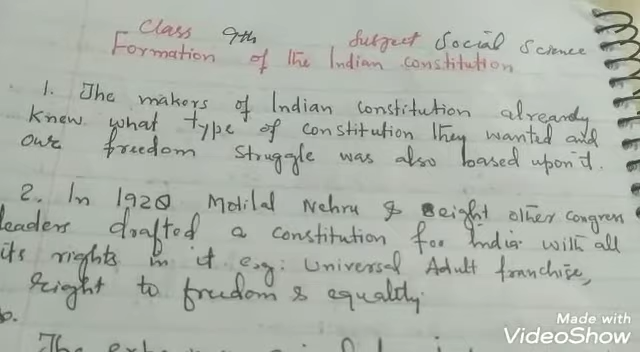 Class 9th Subject Social Science
Formation of the Indian constitution
1. The makers of Indian constitution already
knew what type of constitution they wanted and
our freedom struggle was also based upon it.
2. In 1920 Motilal Nehru & eight other congress
leaders drafted a constitution for India with all
its rights in it e.g: Universal Adult franchise,
Right to freedom & equality.
The
Made with
VideoShow